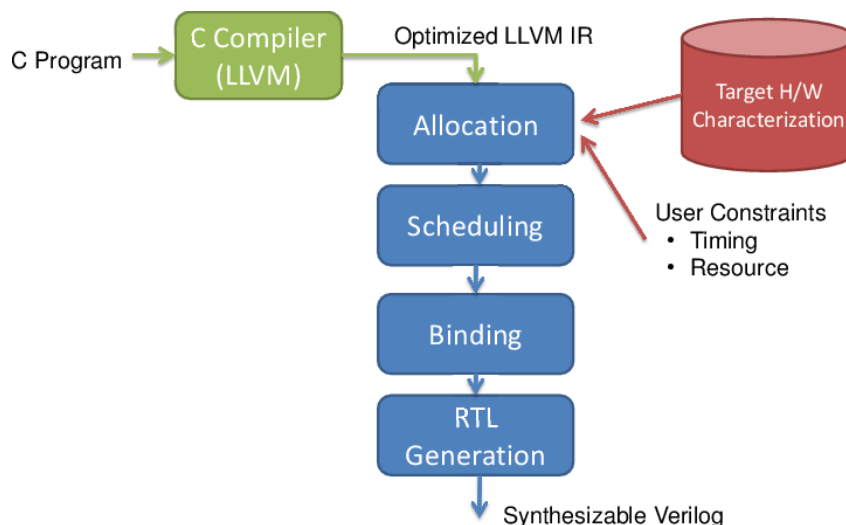 C Program
C Compiler
(LLVM)
Optimized LLVM IR
Allocation
Target H/W
Characterization
Scheduling
User Constraints
• Timing
• Resource
Binding
RTL
Generation
Synthesizable Verilog